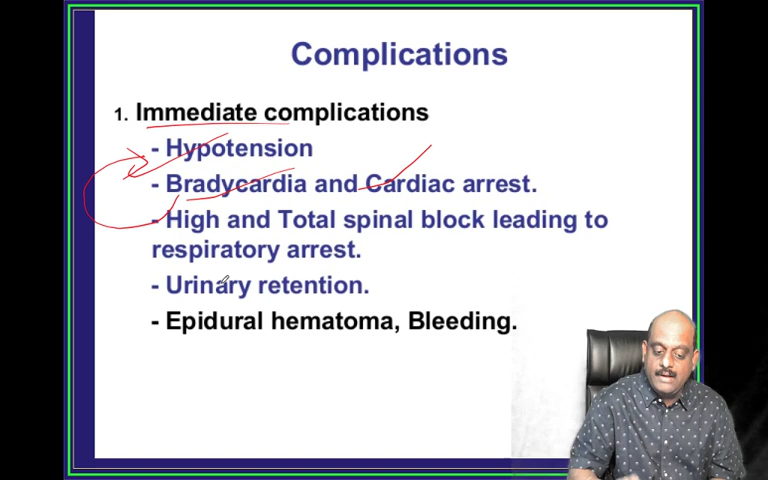 Complications
1. Immediate complications
- Hypotension
- Bradycardia and Cardiac arrest.
- High and Total spinal block leading to
respiratory arrest.
- Urinary retention.
- Epidural hematoma, Bleeding.